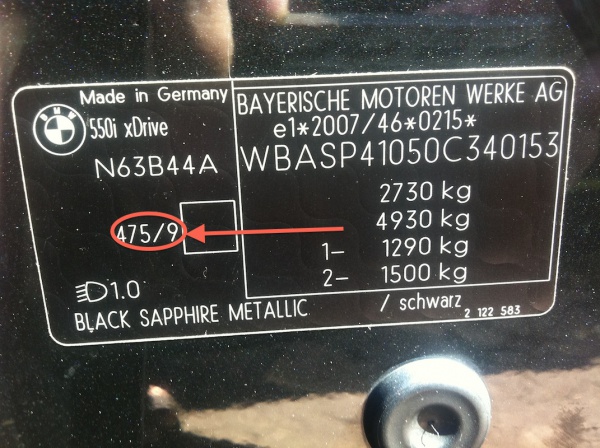 Made in Germany
BMW
550i xDrive
N63B44A
475/9
1.0
BLACK SAPPHIRE METALLIC / schwarz
BAYERISCHE MOTOREN WERKE AG
e1*2007/46*0215*
WBASP41050C340153
2730 kg
4930 kg
1- 1290 kg
2- 1500 kg
2 122 583